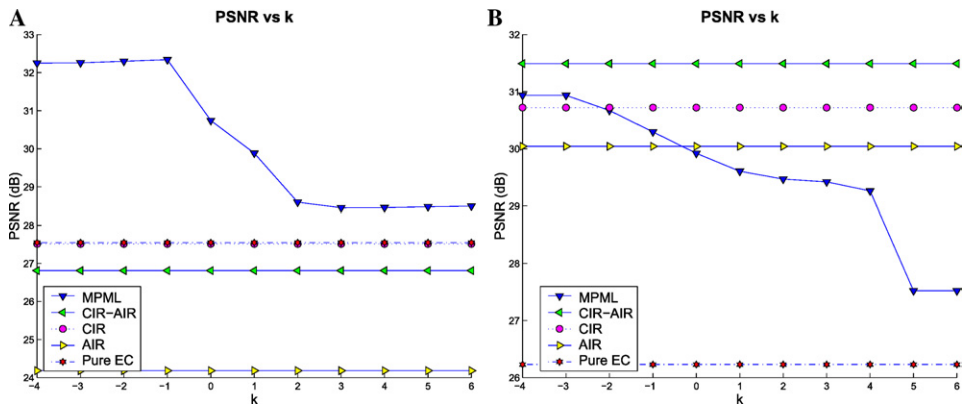 A
PSNR vs k
PSNR (dB)
33
32
31
30
29
28
27
26
25
24
-4 -3 -2 -1 0 1 2 3 4 5 6
k
MPML
CIR-AIR
CIR
AIR
Pure EC
B
PSNR vs k
PSNR (dB)
32
31
30
29
28
27
26
-4 -3 -2 -1 0 1 2 3 4 5 6
k
MPML
CIR-AIR
CIR
AIR
Pure EC